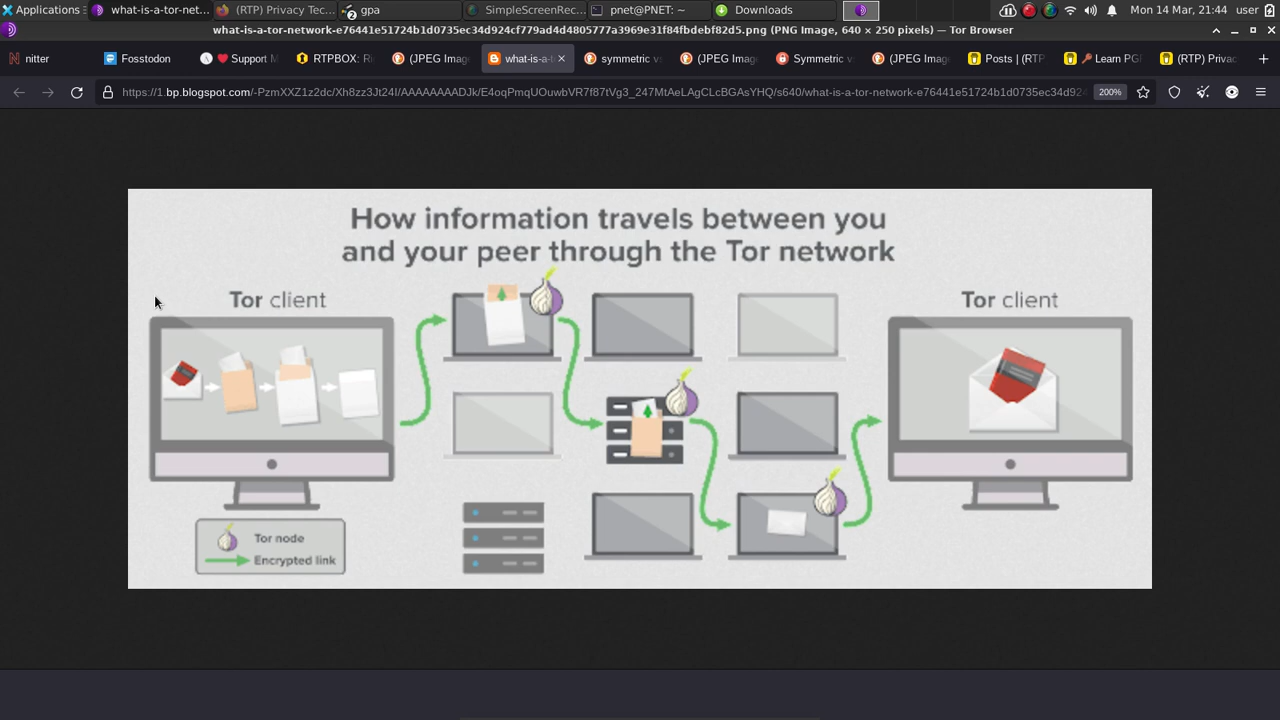 Applications
what-is-a-tor-net...
(RTP) Privacy Tec...
2
gpa
SimpleScreenRec...
pnet@PNET: ~
Downloads
Mon 14 Mar, 21:44
user
what-is-a-tor-network-e76441e51724b1d0735ec34d924cf779ad4d4805777a3969e31f84fbdebf82d5.png (PNG Image, 640 × 250 pixels) — Tor Browser
nitter
Fosstodon
Support M
RTPBOX: Ri
(JPEG Imag
what-is-a-t
symmetric v
(JPEG Imag
Symmetric v
(JPEG Imag
Posts | (RTP
Learn PGP
(RTP) Priva
https://1.bp.blogspot.com/-PzmXXZ1z2dc/Xh8zz3Jt24I/AAAAAAAADJk/E4oqPmqUOuwbVR7f87tVg3_247MtAeLAgCLcBGAsYHQ/s640/what-is-a-tor-network-e76441e51724b1d0735ec34d92
200%
How information travels between you
and your peer through the Tor network
Tor client
Tor client
Tor node
Encrypted link